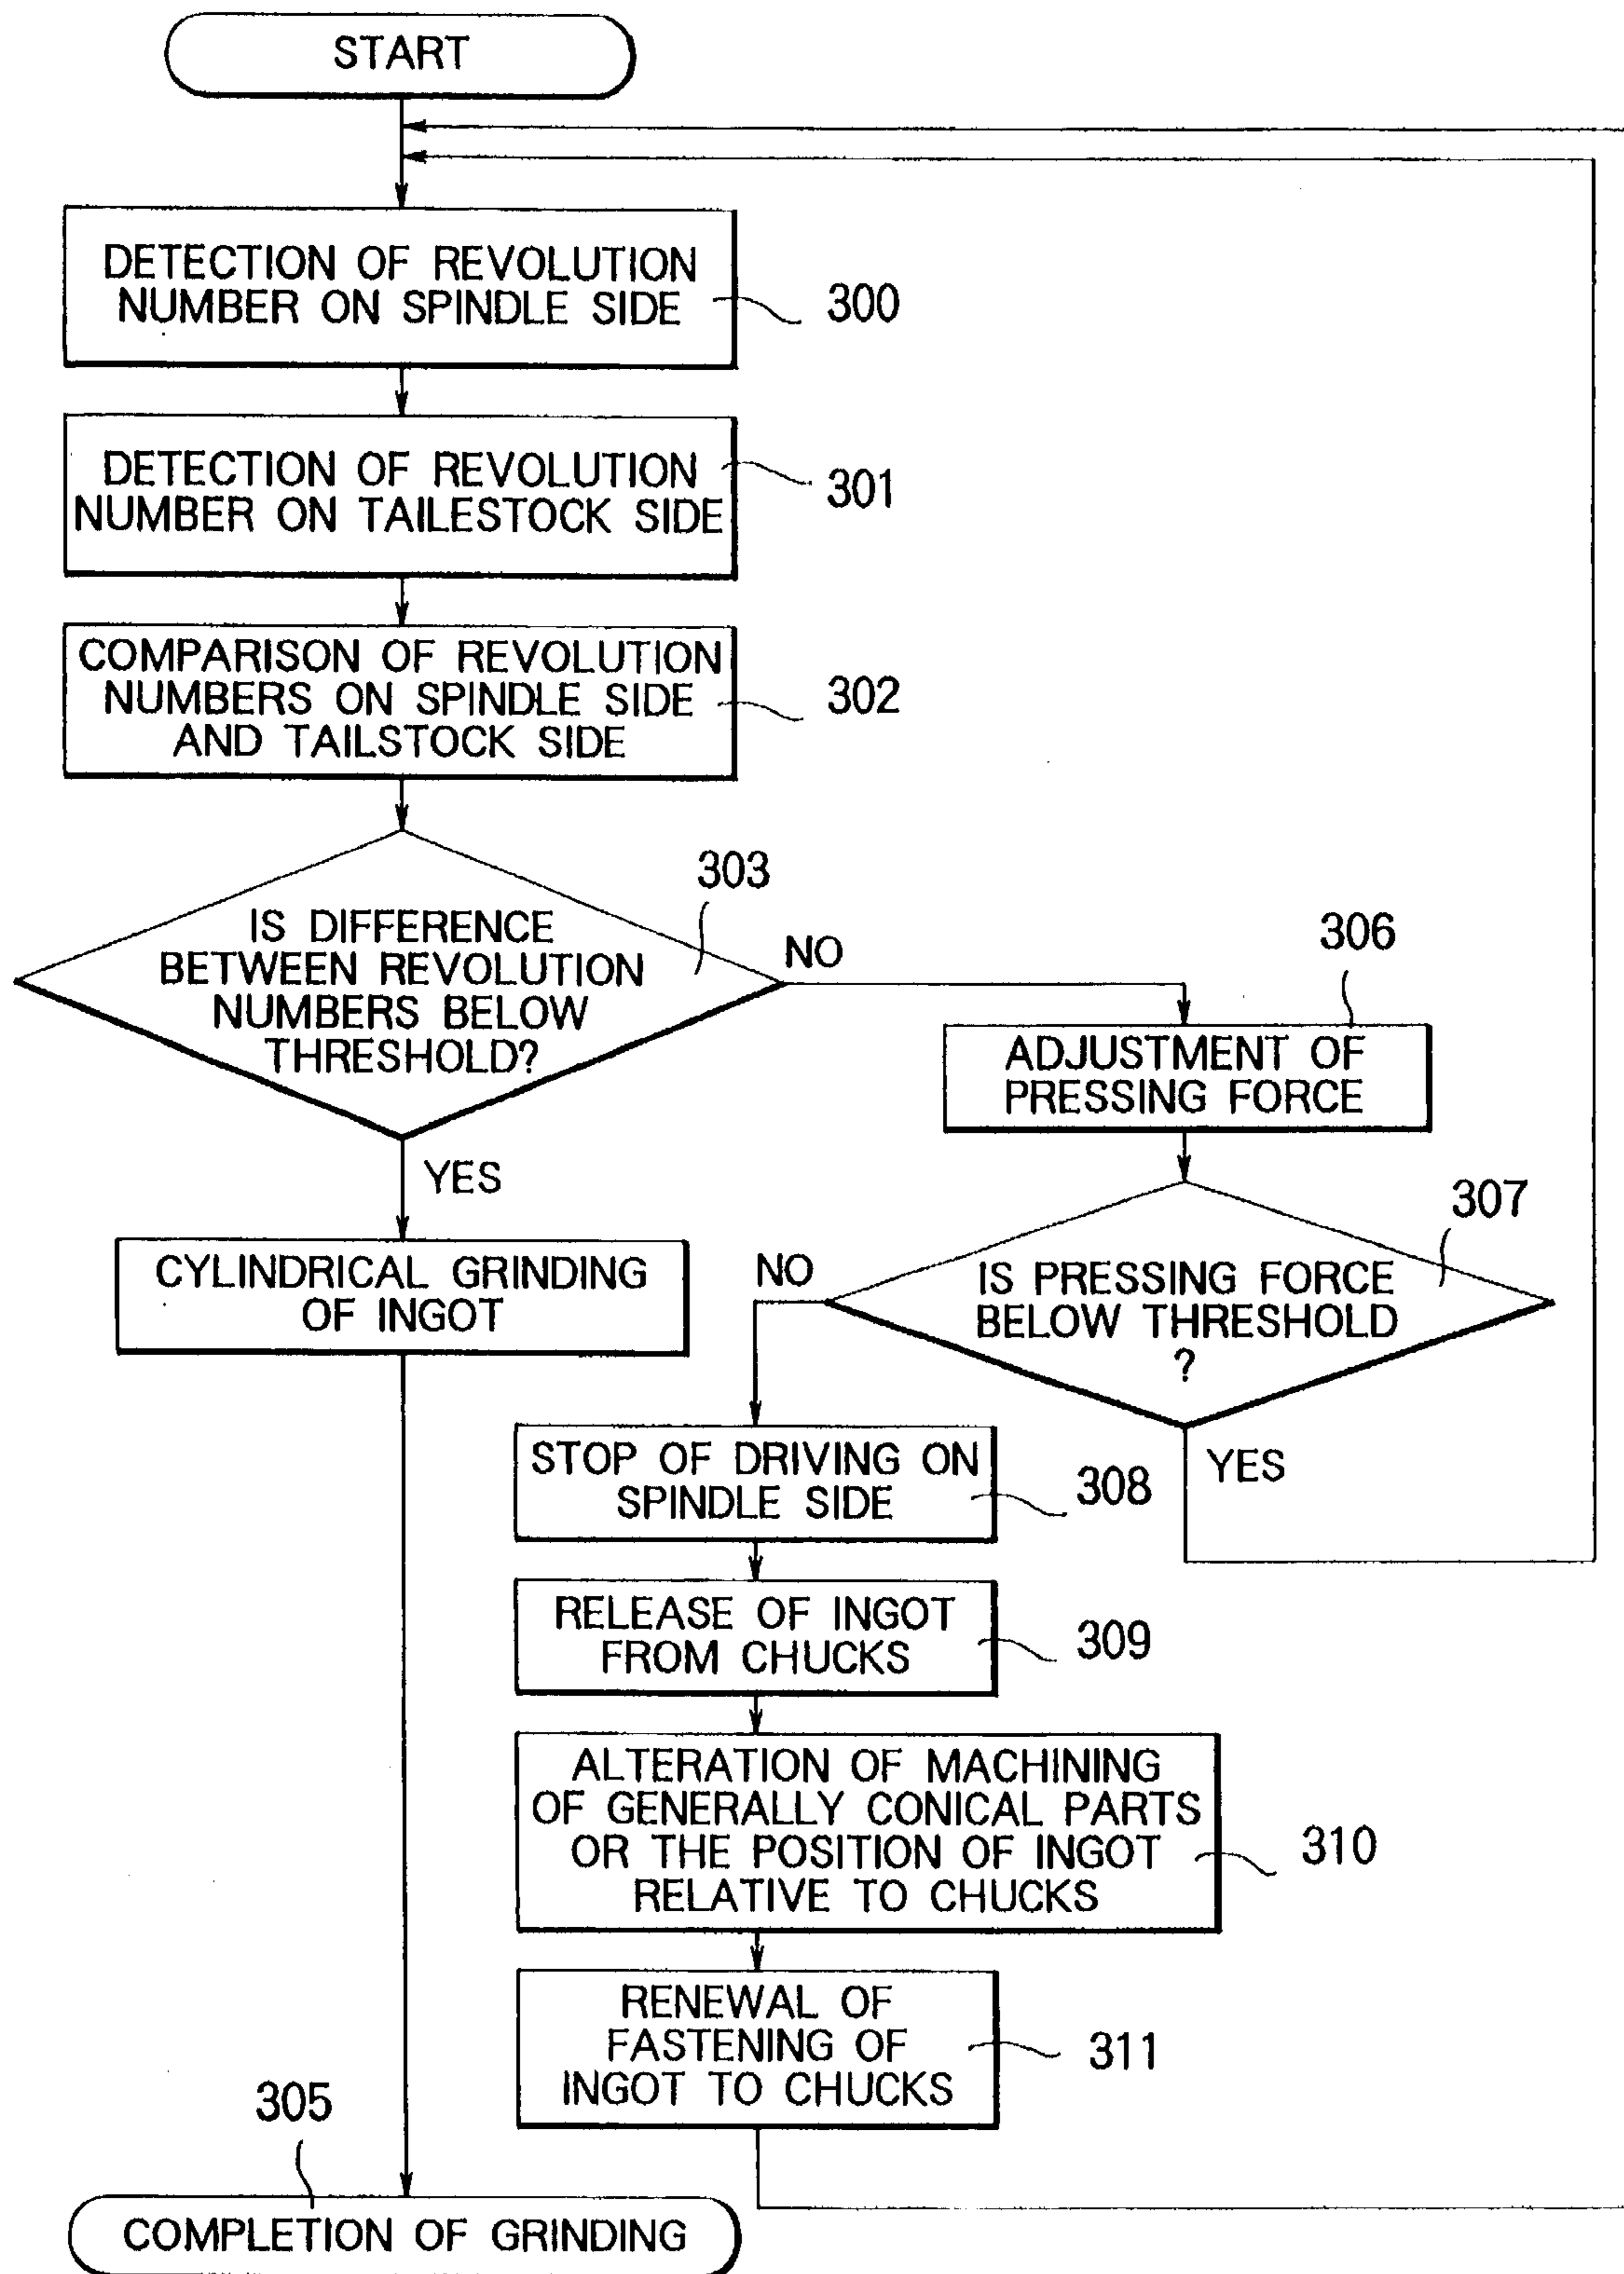 START
DETECTION OF REVOLUTION
NUMBER ON SPINDLE SIDE
300
DETECTION OF REVOLUTION
NUMBER ON TAILESTOCK SIDE
301
COMPARISON OF REVOLUTION
NUMBERS ON SPINDLE SIDE
AND TAILSTOCK SIDE
302
303
IS DIFFERENCE
BETWEEN REVOLUTION
NUMBERS BELOW
THRESHOLD?
NO
YES
306
ADJUSTMENT OF
PRESSING FORCE
307
IS PRESSING FORCE
BELOW THRESHOLD
?
NO
YES
CYLINDRICAL GRINDING
OF INGOT
STOP OF DRIVING ON
SPINDLE SIDE
308
RELEASE OF INGOT
FROM CHUCKS
309
ALTERATION OF MACHINING
OF GENERALLY CONICAL PARTS
OR THE POSITION OF INGOT
RELATIVE TO CHUCKS
310
RENEWAL OF
FASTENING OF
INGOT TO CHUCKS
311
305
COMPLETION OF GRINDING